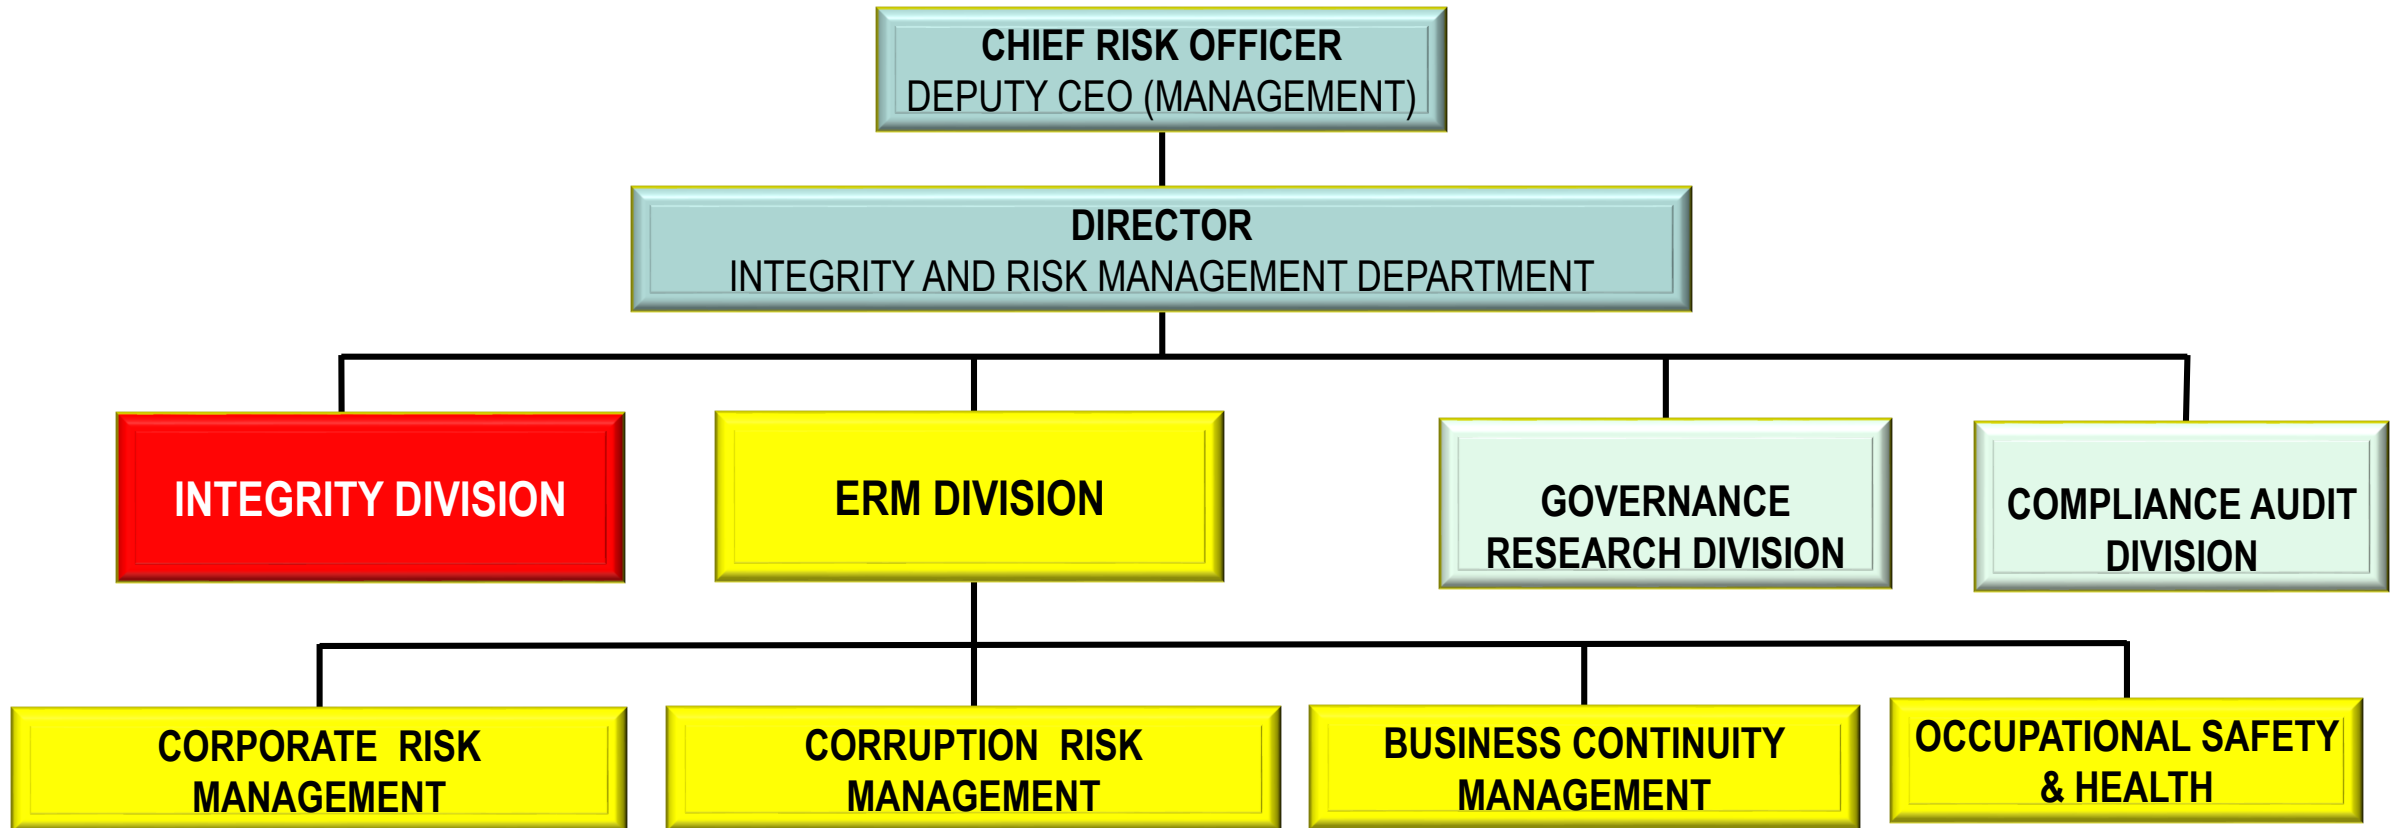 CHIEF RISK OFFICER
DEPUTY CEO (MANAGEMENT)
DIRECTOR
INTEGRITY AND RISK MANAGEMENT DEPARTMENT
INTEGRITY DIVISION
ERM DIVISION
GOVERNANCE
RESEARCH DIVISION
COMPLIANCE AUDIT
DIVISION
CORPORATE RISK
MANAGEMENT
CORRUPTION RISK
MANAGEMENT
BUSINESS CONTINUITY
MANAGEMENT
OCCUPATIONAL SAFETY
& HEALTH